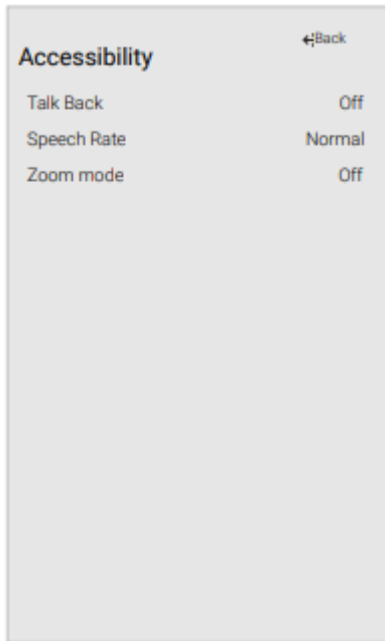 Back
Accessibility
Talk Back Off
Speech Rate Normal
Zoom mode Off